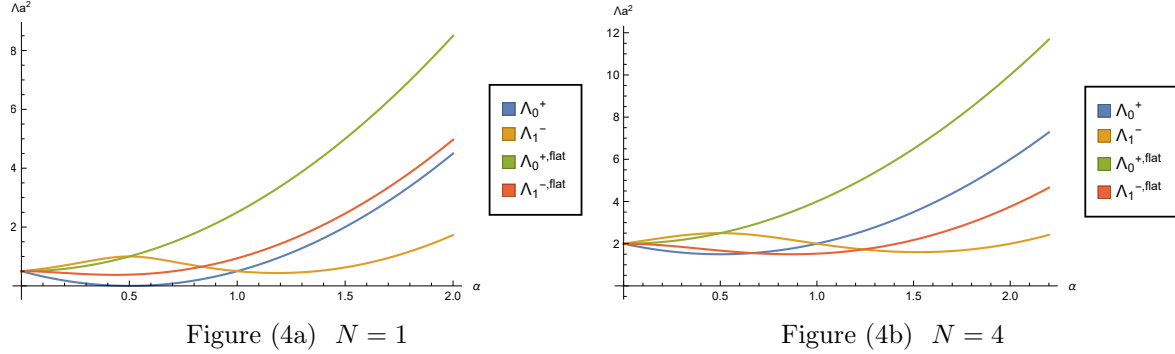 Λa²
8
6
4
2
0.5 1.0 1.5 2.0 α
Λ₀⁺
Λ₁⁻
Λ₀⁺,ᶠˡᵃᵗ
Λ₁⁻,ᶠˡᵃᵗ
Figure (4a) N = 1
Λa²
12
10
8
6
4
2
0.5 1.0 1.5 2.0 α
Λ₀⁺
Λ₁⁻
Λ₀⁺,ᶠˡᵃᵗ
Λ₁⁻,ᶠˡᵃᵗ
Figure (4b) N = 4